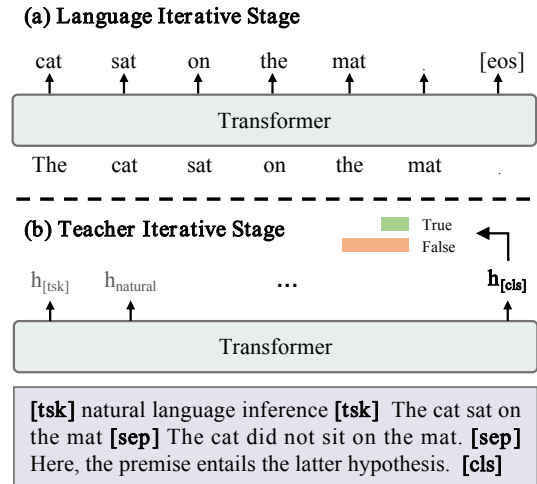 (a) Language Iterative Stage
cat sat on the mat . [eos]
Transformer
The cat sat on the mat .
(b) Teacher Iterative Stage
True
False
h[tsk] hnatural ... h[cls]
Transformer
[tsk] natural language inference [tsk] The cat sat on
the mat [sep] The cat did not sit on the mat. [sep]
Here, the premise entails the latter hypothesis. [cls]